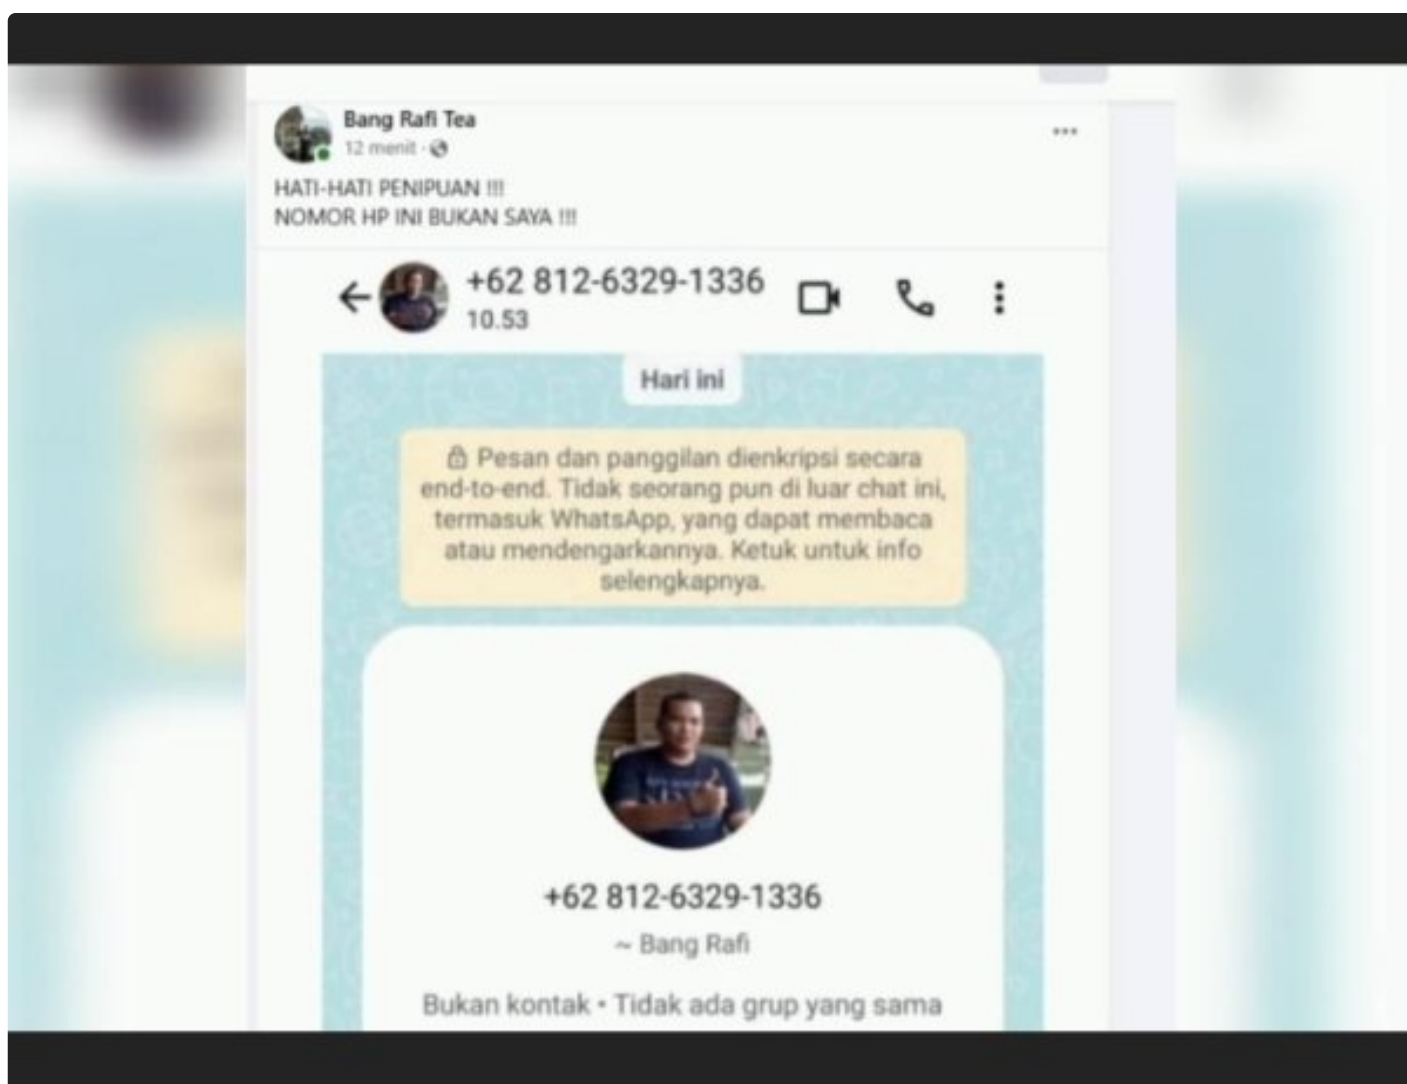 Bang Rafi Tea
12 menit ·
HATI-HATI PENIPUAN !!!
NOMOR HP INI BUKAN SAYA !!!
+62 812-6329-1336
10.53
Hari ini
Pesan dan panggilan dienkripsi secara
end-to-end. Tidak seorang pun di luar chat ini,
termasuk WhatsApp, yang dapat membaca
atau mendengarkannya. Ketuk untuk info
selengkapnya.
+62 812-6329-1336
~ Bang Rafi
Bukan kontak • Tidak ada grup yang sama